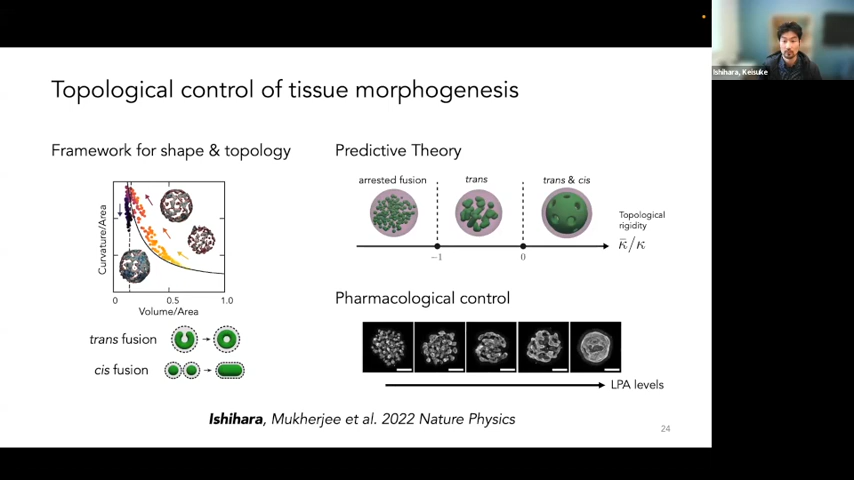 Topological control of tissue morphogenesis
Ishihara, Keisuke
Framework for shape & topology
Curvature/Area
0 0.5 1.0
Volume/Area
trans fusion
cis fusion
Predictive Theory
arrested fusion trans trans & cis
−1 0
Topological
rigidity
κ̄/κ
Pharmacological control
LPA levels
Ishihara, Mukherjee et al. 2022 Nature Physics
24